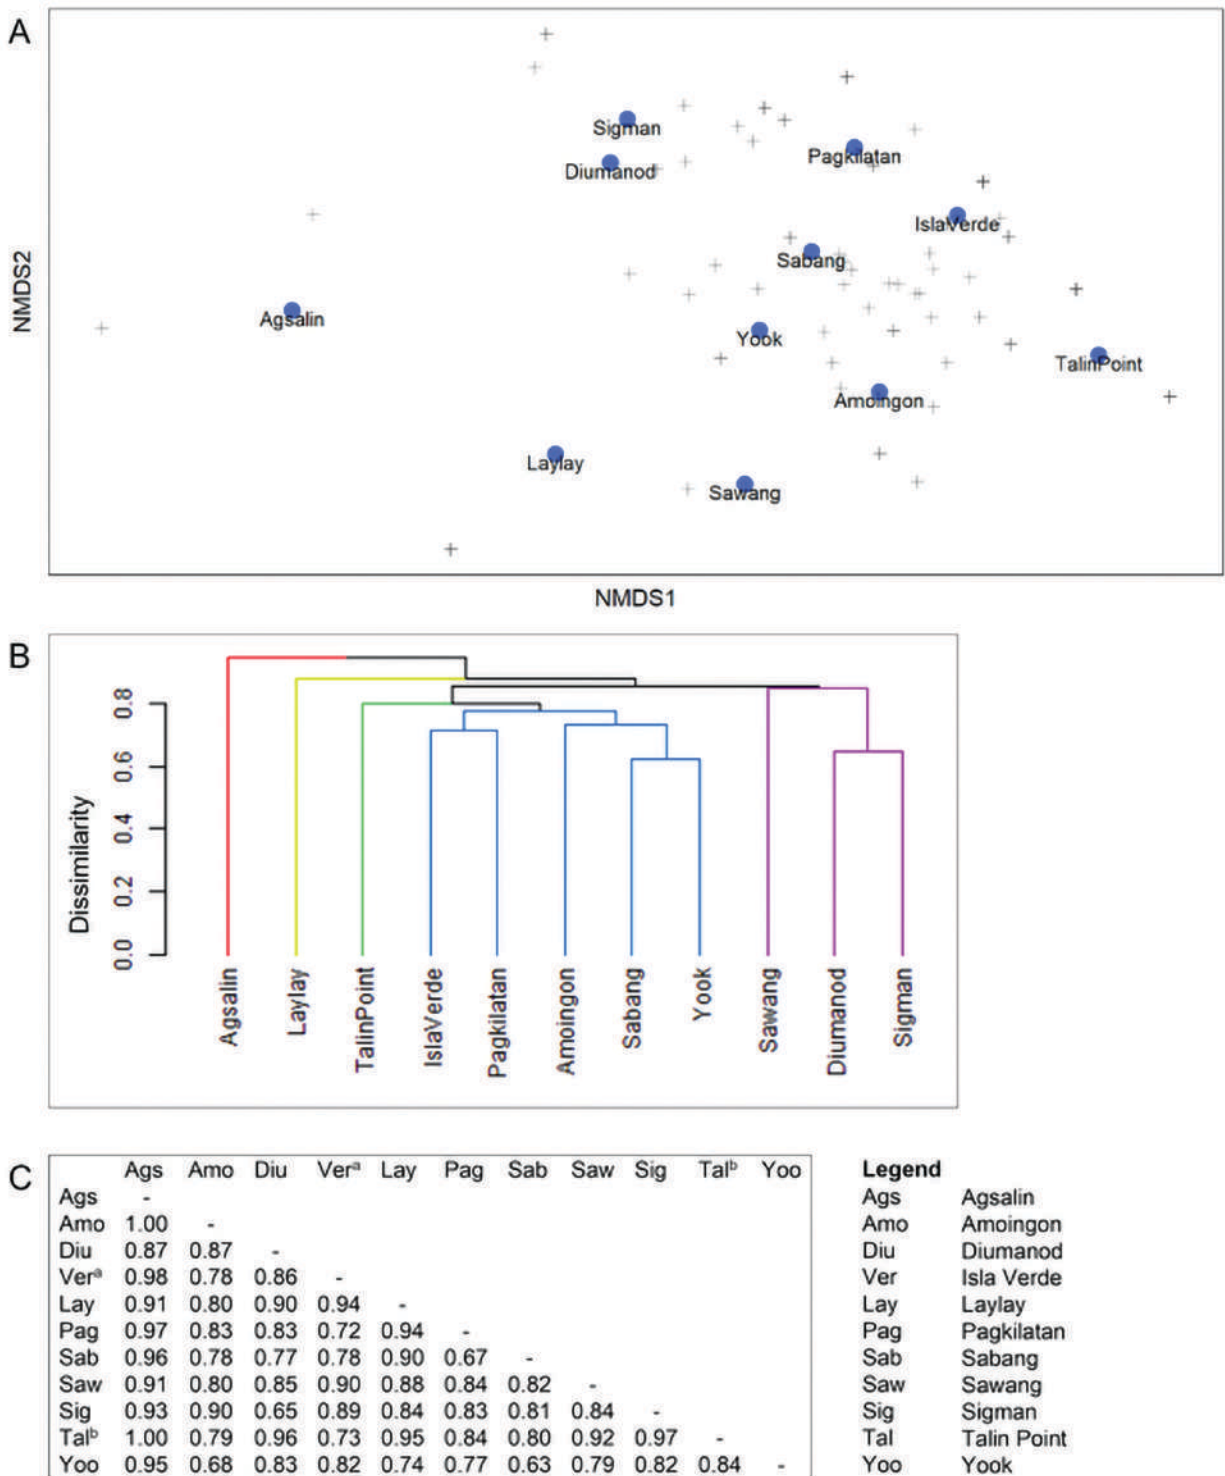 A
Sigman
Diumanod
Pagkilatan
IslaVerde
Sabang
Agsalin
Yook
TalinPoint
Amoingon
Laylay
Sawang
NMDS2
NMDS1
B
Dissimilarity
0.8
0.6
0.4
0.2
0.0
Agsalin
Laylay
TalinPoint
IslaVerde
Pagkilatan
Amoingon
Sabang
Yook
Sawang
Diumanod
Sigman
C
Ags Amo Diu Verᵃ Lay Pag Sab Saw Sig Talᵇ Yoo
Ags -
Amo 1.00 -
Diu 0.87 0.87 -
Verᵃ 0.98 0.78 0.86 -
Lay 0.91 0.80 0.90 0.94 -
Pag 0.97 0.83 0.83 0.72 0.94 -
Sab 0.96 0.78 0.77 0.78 0.90 0.67 -
Saw 0.91 0.80 0.85 0.90 0.88 0.84 0.82 -
Sig 0.93 0.90 0.65 0.89 0.84 0.83 0.81 0.84 -
Talᵇ 1.00 0.79 0.96 0.73 0.95 0.84 0.80 0.92 0.97 -
Yoo 0.95 0.68 0.83 0.82 0.74 0.77 0.63 0.79 0.82 0.84 -
Legend
Ags Agsalin
Amo Amoingon
Diu Diumanod
Ver Isla Verde
Lay Laylay
Pag Pagkilatan
Sab Sabang
Saw Sawang
Sig Sigman
Tal Talin Point
Yoo Yook